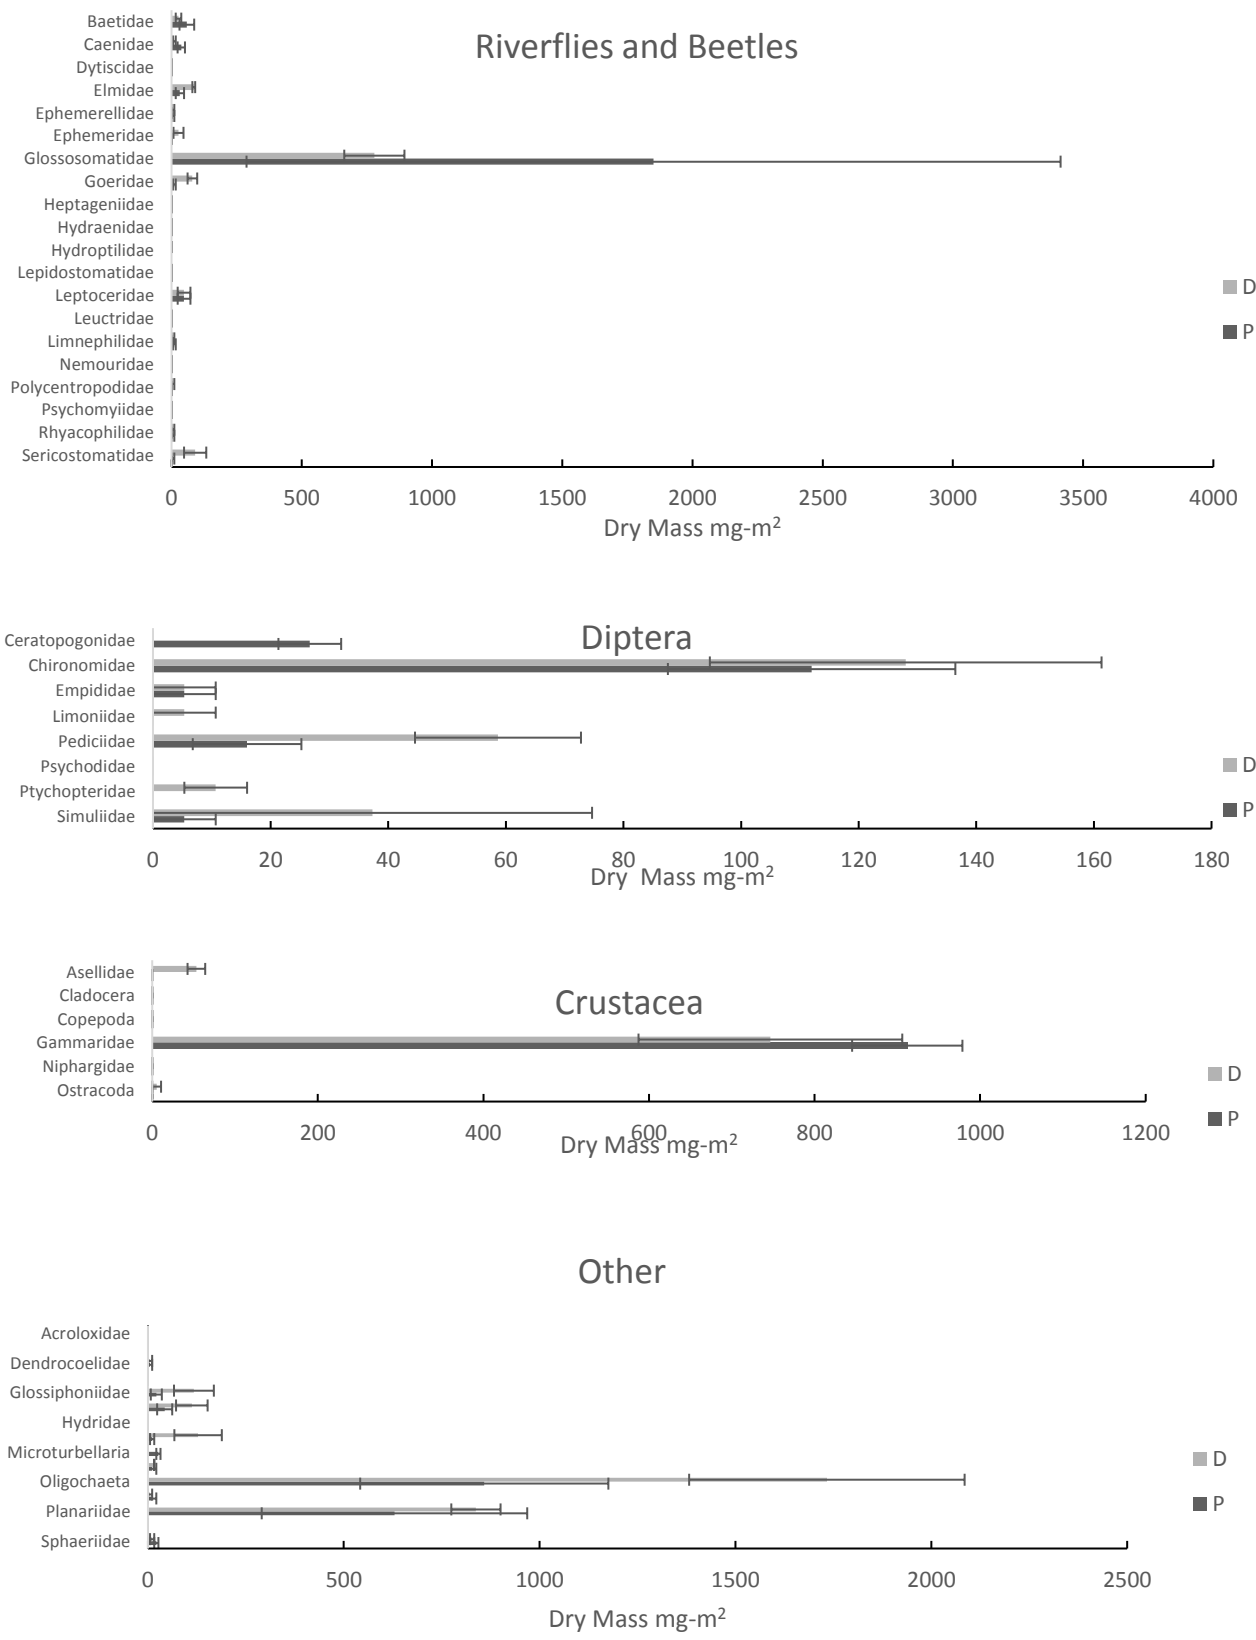 Riverflies and Beetles
Baetidae
Caenidae
Dytiscidae
Elmidae
Ephemerellidae
Ephemeridae
Glossosomatidae
Goeridae
Heptageniidae
Hydraenidae
Hydroptilidae
Lepidostomatidae
Leptoceridae
Leuctridae
Limnephilidae
Nemouridae
Polycentropodidae
Psychomyiidae
Rhyacophilidae
Sericostomatidae
D
P
0 500 1000 1500 2000 2500 3000 3500 4000
Dry Mass mg-m²
Diptera
Ceratopogonidae
Chironomidae
Empididae
Limoniidae
Pediciidae
Psychodidae
Ptychopteridae
Simuliidae
D
P
0 20 40 60 80 100 120 140 160 180
Dry  Mass mg-m²
Crustacea
Asellidae
Cladocera
Copepoda
Gammaridae
Niphargidae
Ostracoda
D
P
0 200 400 600 800 1000 1200
Dry Mass mg-m²
Other
Acroloxidae
Dendrocoelidae
Glossiphoniidae
Hydridae
Microturbellaria
Oligochaeta
Planariidae
Sphaeriidae
D
P
0 500 1000 1500 2000 2500
Dry Mass mg-m²